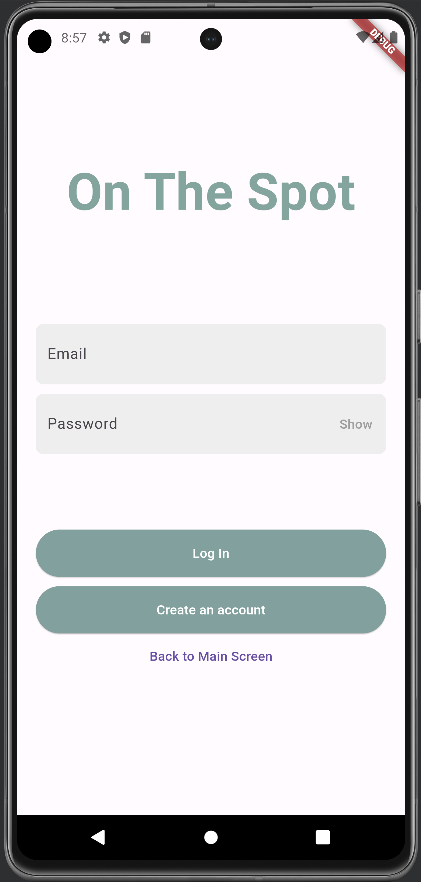 8:57
DEBUG
On The Spot
Email
Password
Show
Log In
Create an account
Back to Main Screen